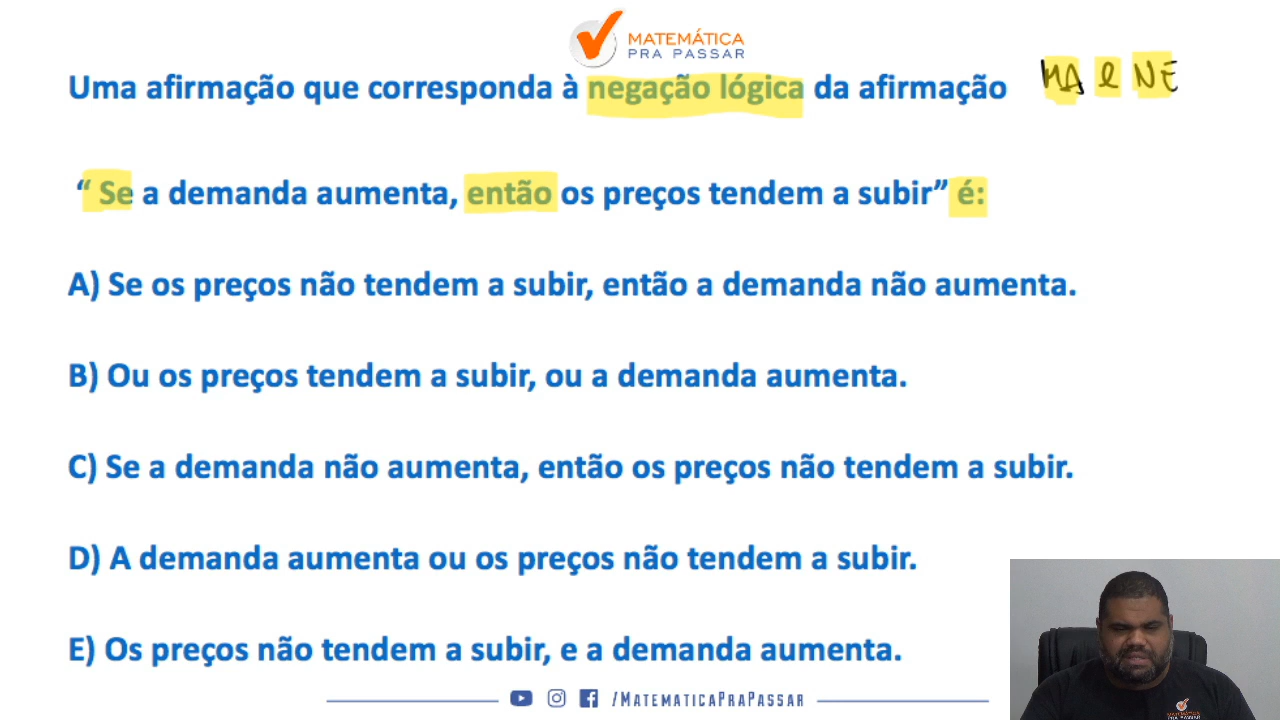 MATEMÁTICA
PRA PASSAR
Uma afirmação que corresponda à negação lógica da afirmação MA e NE
“ Se a demanda aumenta, então os preços tendem a subir” é:
A) Se os preços não tendem a subir, então a demanda não aumenta.
B) Ou os preços tendem a subir, ou a demanda aumenta.
C) Se a demanda não aumenta, então os preços não tendem a subir.
D) A demanda aumenta ou os preços não tendem a subir.
E) Os preços não tendem a subir, e a demanda aumenta.
/MATEMATICAPRAPASSAR
MATEMÁTICA
PRA PASSAR